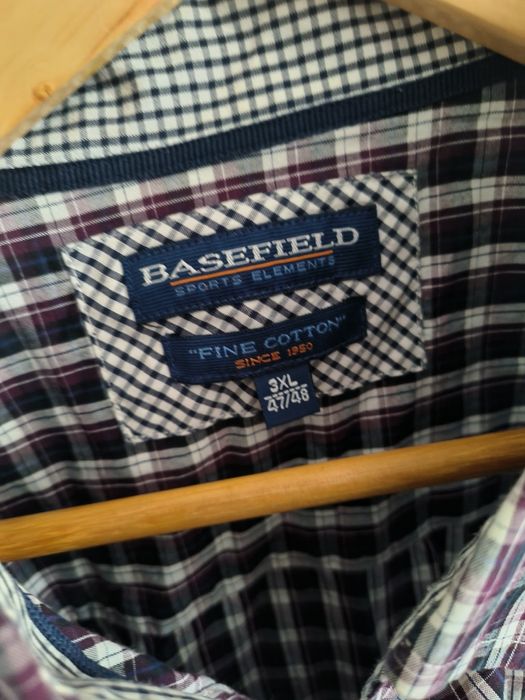 BASEFIELD
SPORTS ELEMENTS
"FINE COTTON"
SINCE 1950
3XL
47/48